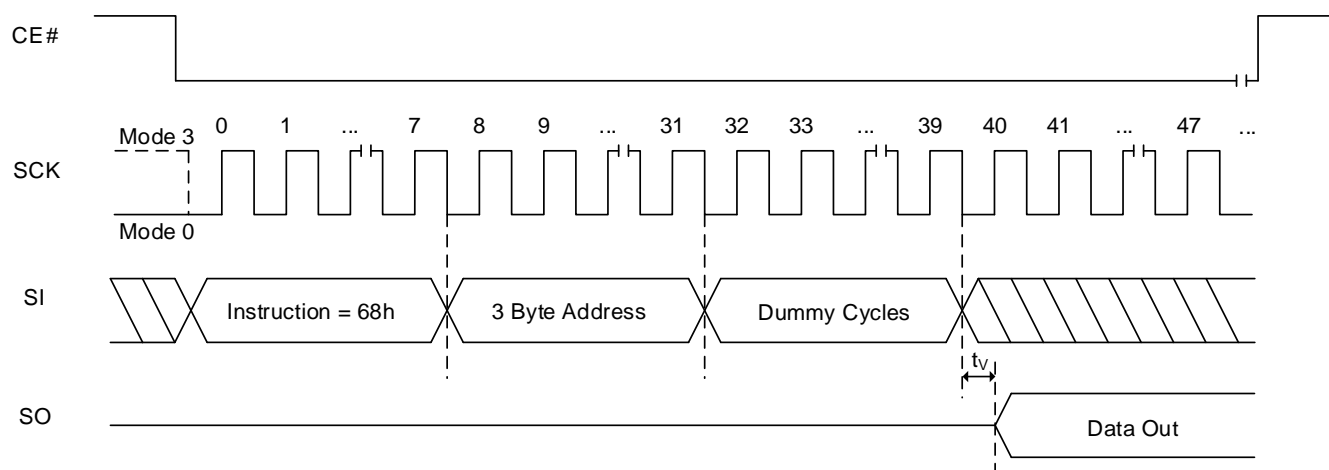 CE#
0 1 ... 7 8 9 ... 31 32 33 ... 39 40 41 ... 47 ...
Mode 3
SCK
Mode 0
SI
Instruction = 68h 3 Byte Address Dummy Cycles
tV
SO
Data Out